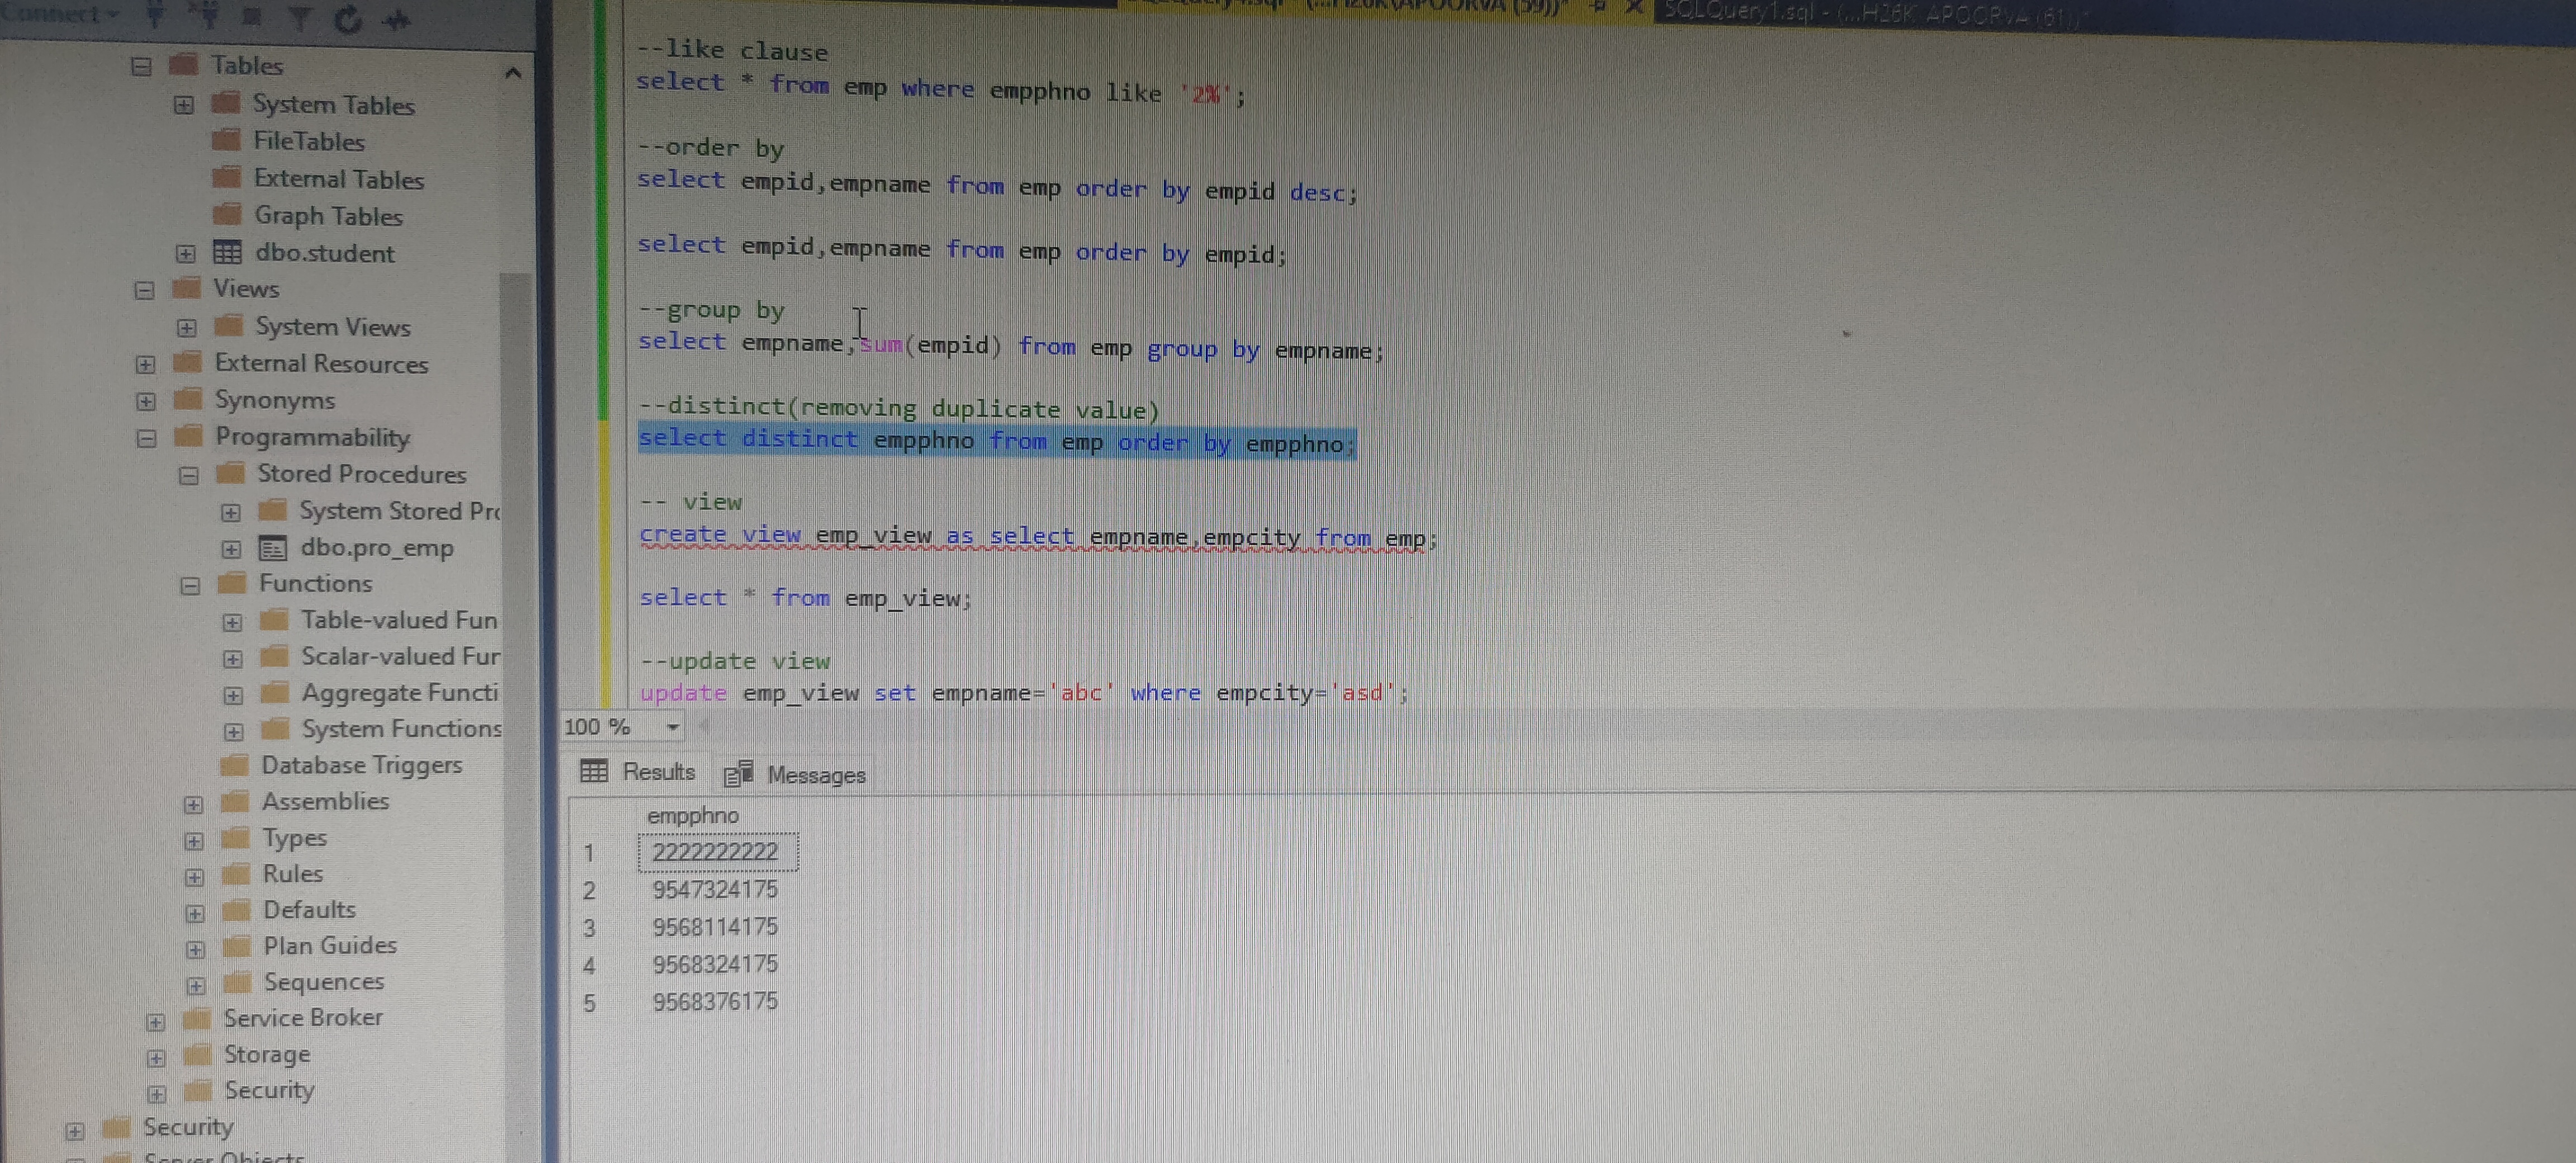 Connect
Tables
System Tables
FileTables
External Tables
Graph Tables
dbo.student
Views
System Views
External Resources
Synonyms
Programmability
Stored Procedures
System Stored Pro
dbo.pro_emp
Functions
Table-valued Fun
Scalar-valued Fur
Aggregate Functi
System Functions
Database Triggers
Assemblies
Types
Rules
Defaults
Plan Guides
Sequences
Service Broker
Storage
Security
Security
Server Objects
SQLQuery1.sql - (...H26K APOORVA (61))*
--like clause
select * from emp where empphno like '2%';
--order by
select empid,empname from emp order by empid desc;
select empid,empname from emp order by empid;
--group by
select empname,sum(empid) from emp group by empname;
--distinct(removing duplicate value)
select distinct empphno from emp order by empphno;
-- view
create view emp_view as select empname,empcity from emp;
select * from emp_view;
--update view
update emp_view set empname='abc' where empcity='asd';
100 %
Results Messages
empphno
1 2222222222
2 9547324175
3 9568114175
4 9568324175
5 9568376175